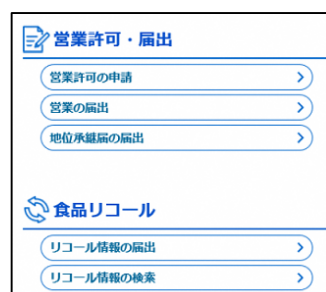 営業許可・届出
営業許可の申請
営業の届出
地位承継届の届出
食品リコール
リコール情報の届出
リコール情報の検索